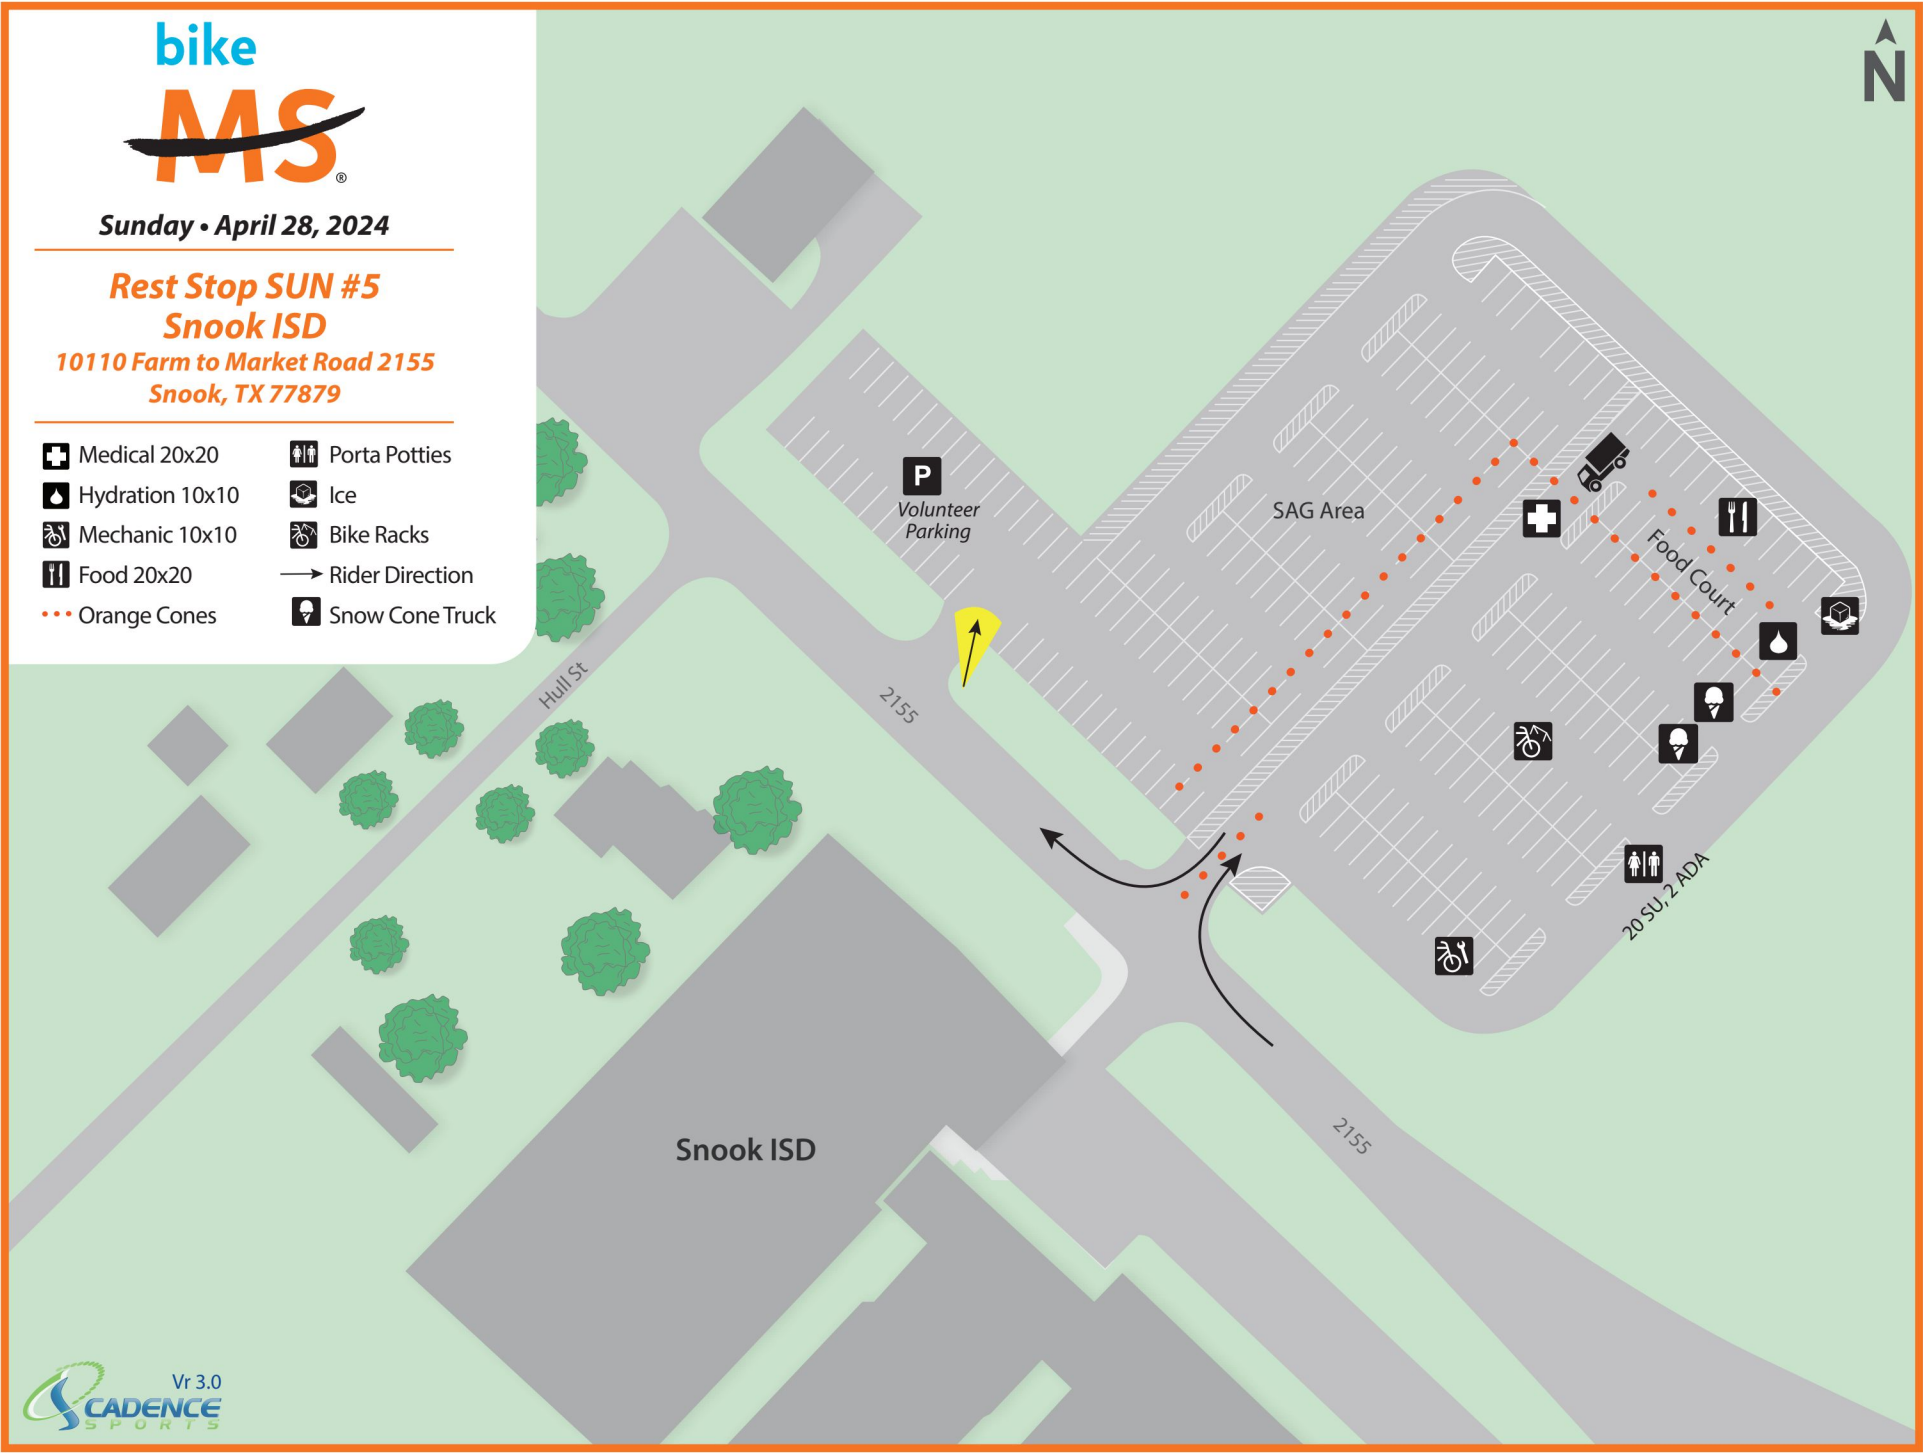 bike
MS®
Sunday • April 28, 2024
Rest Stop SUN #5
Snook ISD
10110 Farm to Market Road 2155
Snook, TX 77879
Medical 20x20
Hydration 10x10
Mechanic 10x10
Food 20x20
Orange Cones
Porta Potties
Ice
Bike Racks
Rider Direction
Snow Cone Truck
N
P
Volunteer
Parking
SAG Area
Food Court
Hull St
2155
20 SU, 2 ADA
Snook ISD
2155
Vr 3.0
CADENCE
SPORTS